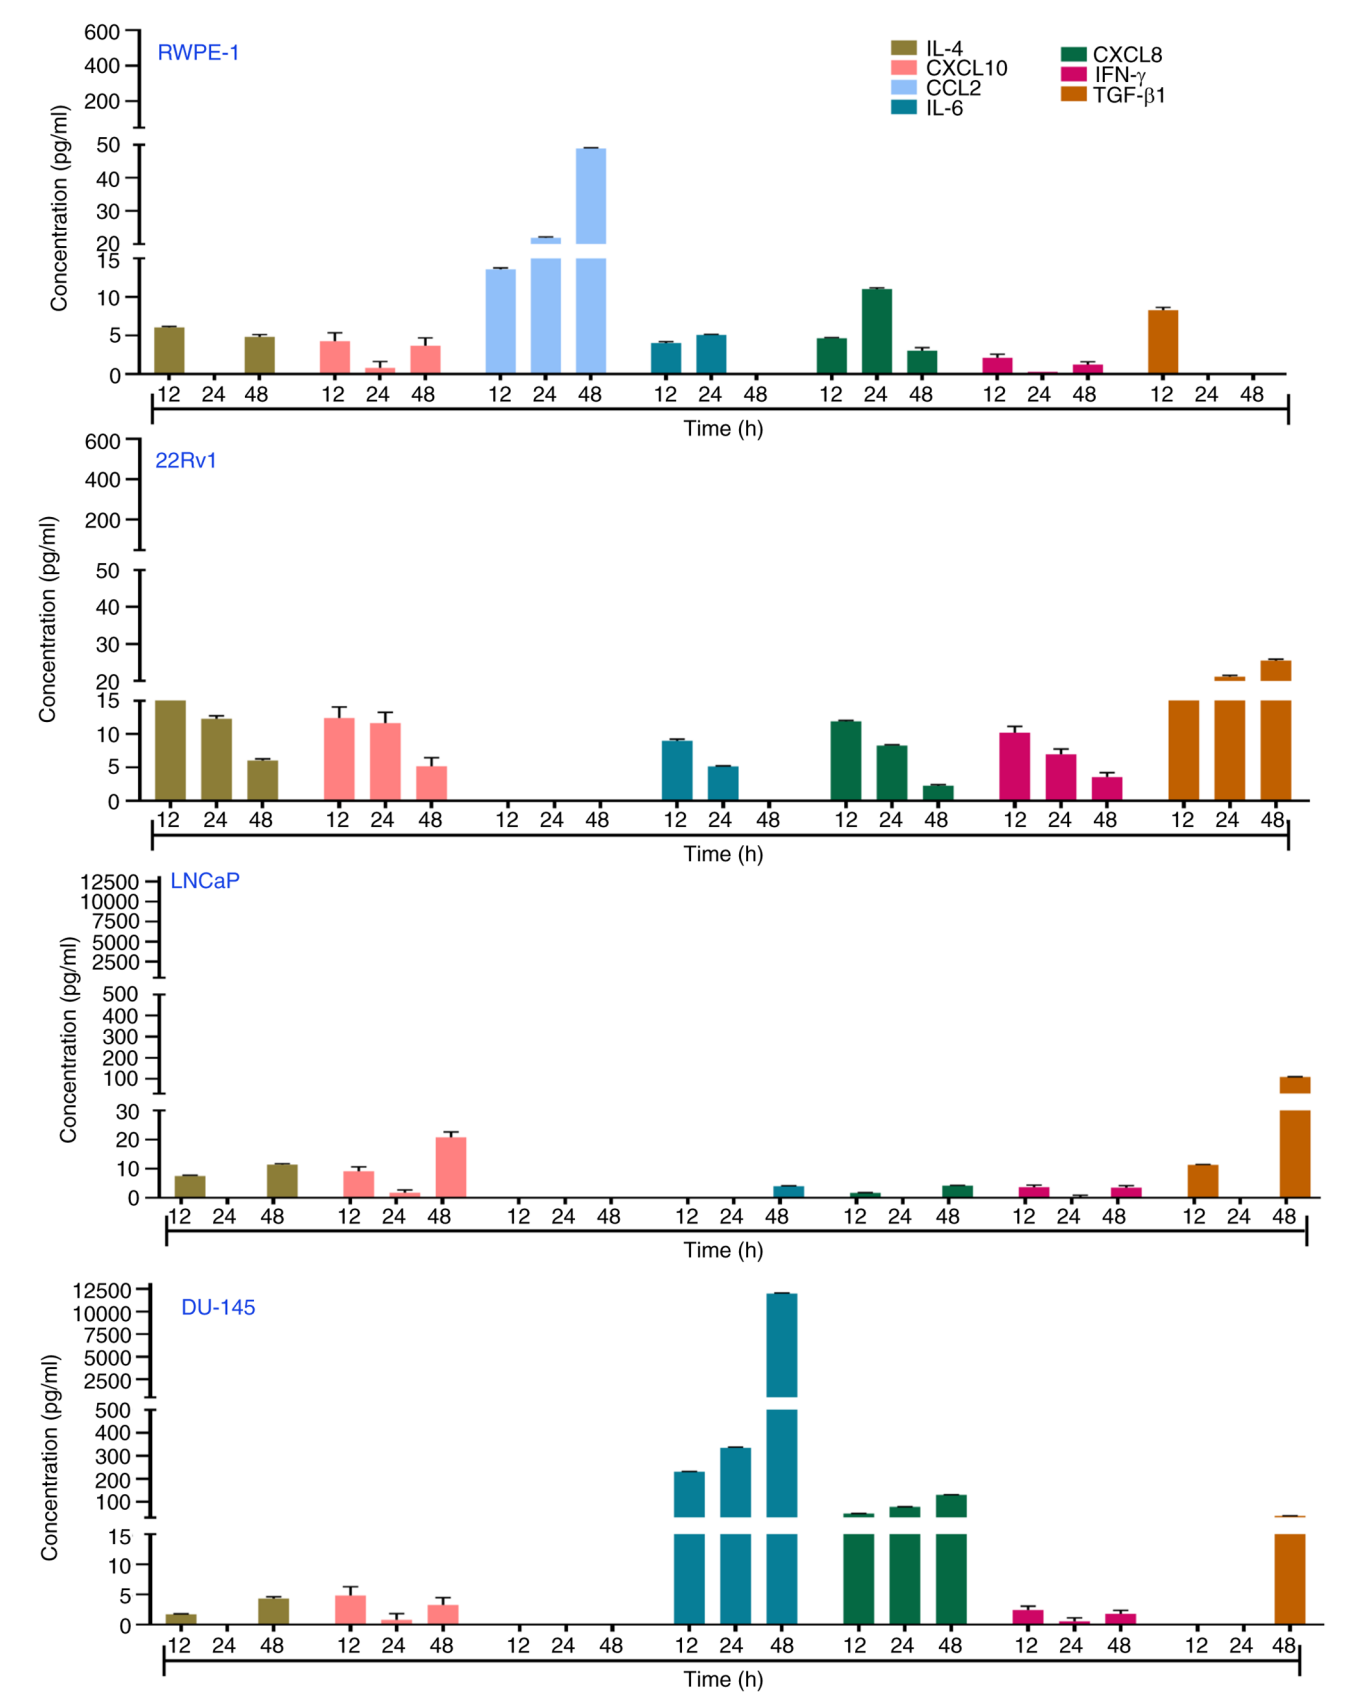 RWPE-1
IL-4
CXCL10
CCL2
IL-6
CXCL8
IFN-γ
TGF-β1
Concentration (pg/ml)
600
400
200
50
40
30
20
15
10
5
0
12 24 48 12 24 48 12 24 48 12 24 48 12 24 48 12 24 48 12 24 48
Time (h)
22Rv1
Concentration (pg/ml)
600
400
200
50
40
30
20
15
10
5
0
12 24 48 12 24 48 12 24 48 12 24 48 12 24 48 12 24 48 12 24 48
Time (h)
LNCaP
Concentration (pg/ml)
12500
10000
7500
5000
2500
500
400
300
200
100
30
20
10
0
12 24 48 12 24 48 12 24 48 12 24 48 12 24 48 12 24 48 12 24 48
Time (h)
DU-145
Concentration (pg/ml)
12500
10000
7500
5000
2500
500
400
300
200
100
15
10
5
0
12 24 48 12 24 48 12 24 48 12 24 48 12 24 48 12 24 48 12 24 48
Time (h)